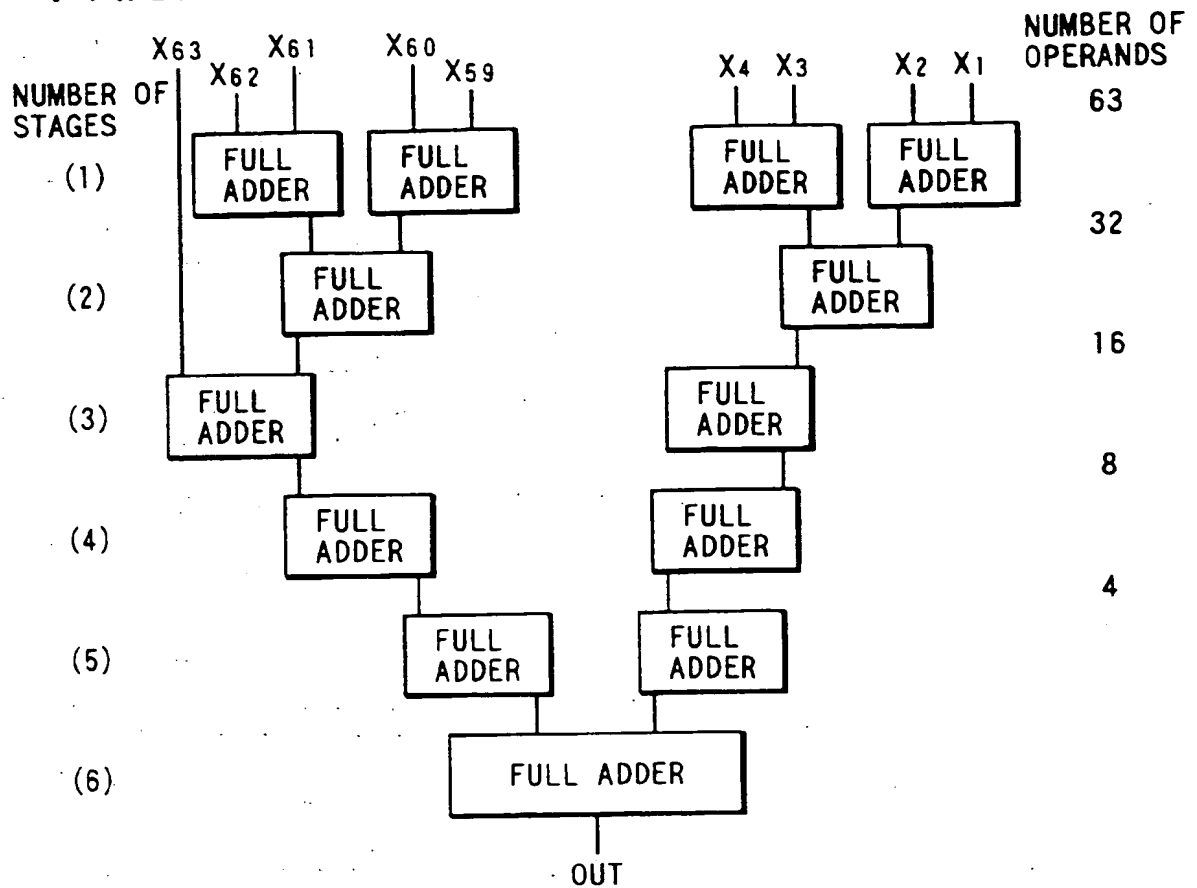 NUMBER OF
OPERANDS
X63 X62 X61 X60 X59 X4 X3 X2 X1
63
NUMBER OF
STAGES
(1)
FULL
ADDER
FULL
ADDER
FULL
ADDER
FULL
ADDER
32
(2)
FULL
ADDER
FULL
ADDER
16
(3)
FULL
ADDER
FULL
ADDER
8
(4)
FULL
ADDER
FULL
ADDER
4
(5)
FULL
ADDER
FULL
ADDER
(6)
FULL ADDER
OUT